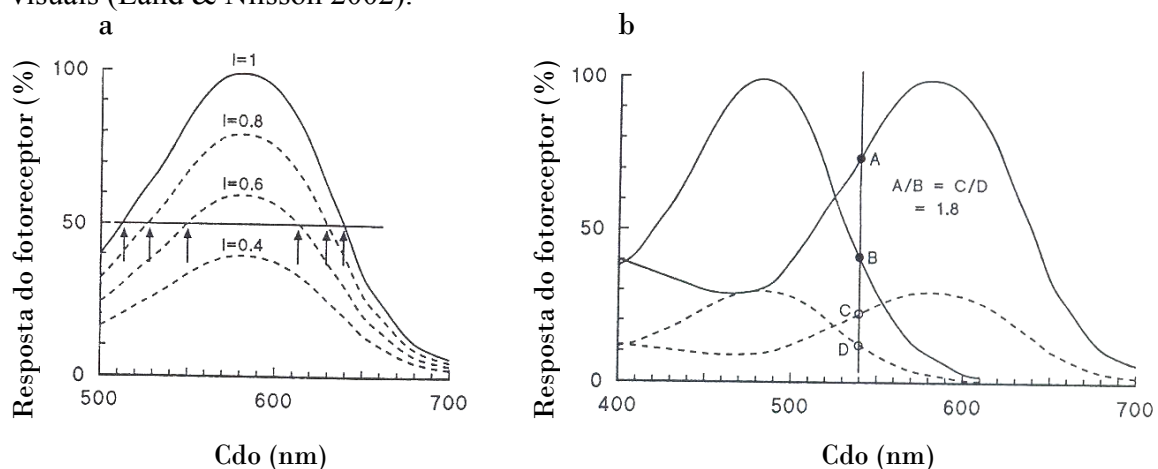 visuais (Land & Nilsson 2002).
a
b
Resposta do fotoreceptor (%)
100
50
0
I=1
I=0.8
I=0.6
I=0.4
500
600
700
Cdo (nm)
Resposta do fotoreceptor (%)
100
50
0
A
B
C
D
A/B = C/D
= 1.8
400
500
600
700
Cdo (nm)